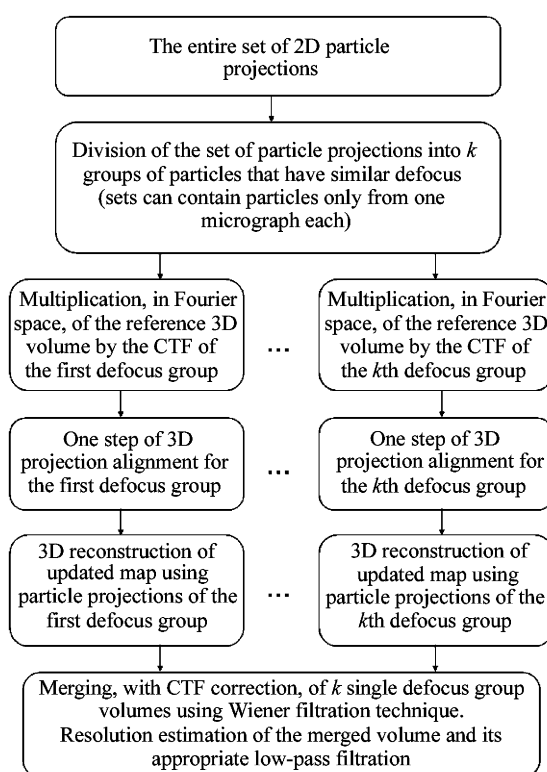 The entire set of 2D particle
projections
Division of the set of particle projections into k
groups of particles that have similar defocus
(sets can contain particles only from one
micrograph each)
Multiplication, in Fourier
space, of the reference 3D
volume by the CTF of
the first defocus group
...
Multiplication, in Fourier
space, of the reference 3D
volume by the CTF of
the kth defocus group
One step of 3D
projection alignment for
the first defocus group
...
One step of 3D
projection alignment for
the kth defocus group
3D reconstruction of
updated map using
particle projections of the
first defocus group
...
3D reconstruction of
updated map using
particle projections of the
kth defocus group
Merging, with CTF correction, of k single defocus group
volumes using Wiener filtration technique.
Resolution estimation of the merged volume and its
appropriate low-pass filtration